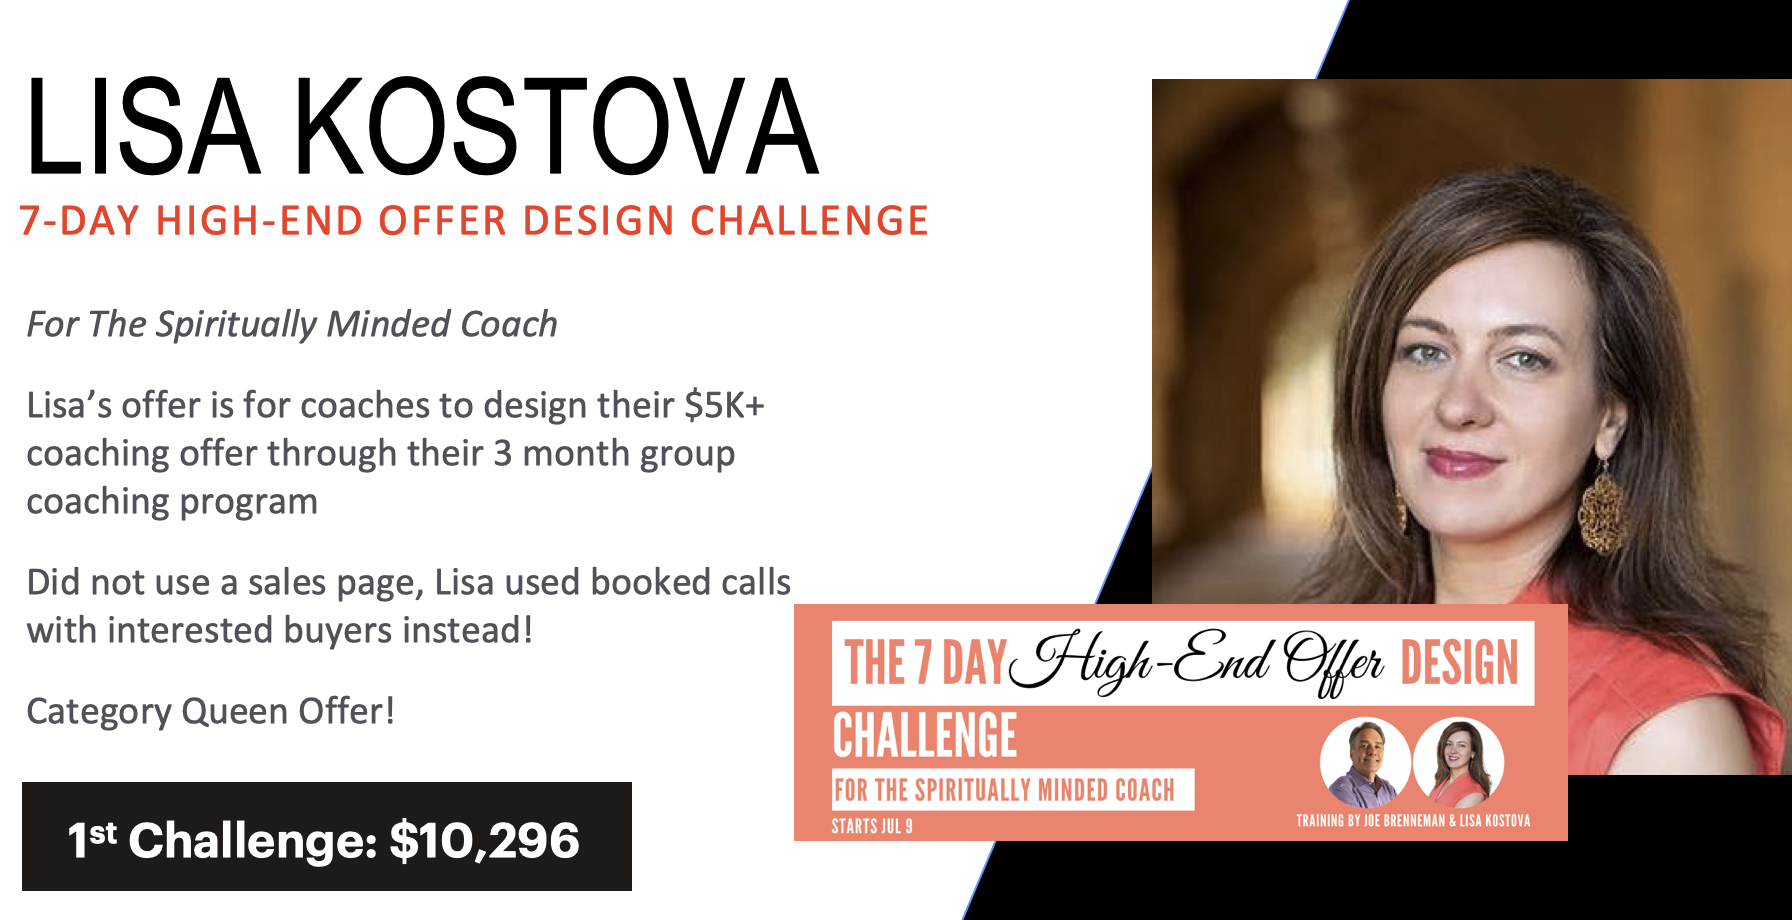 LISA KOSTOVA
7-DAY HIGH-END OFFER DESIGN CHALLENGE
For The Spiritually Minded Coach
Lisa’s offer is for coaches to design their $5K+
coaching offer through their 3 month group
coaching program
Did not use a sales page, Lisa used booked calls
with interested buyers instead!
Category Queen Offer!
1st Challenge: $10,296
THE 7 DAY High-End Offer DESIGN
CHALLENGE
FOR THE SPIRITUALLY MINDED COACH
STARTS JUL 9
TRAINING BY JOE BRENNEMAN & LISA KOSTOVA